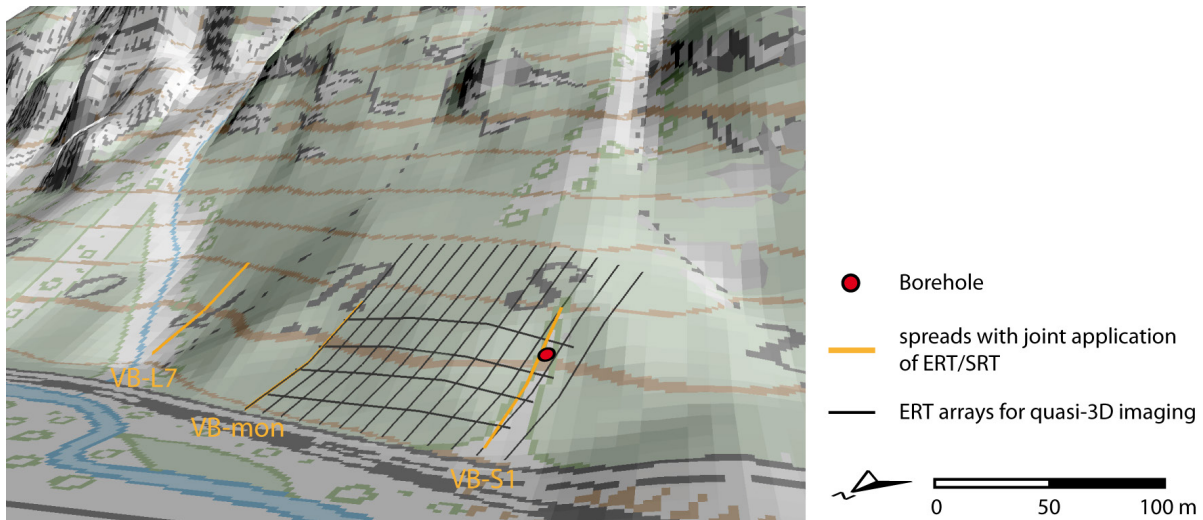 VB-L7
VB-mon
VB-S1
Borehole
spreads with joint application
of ERT/SRT
ERT arrays for quasi-3D imaging
0 50 100 m